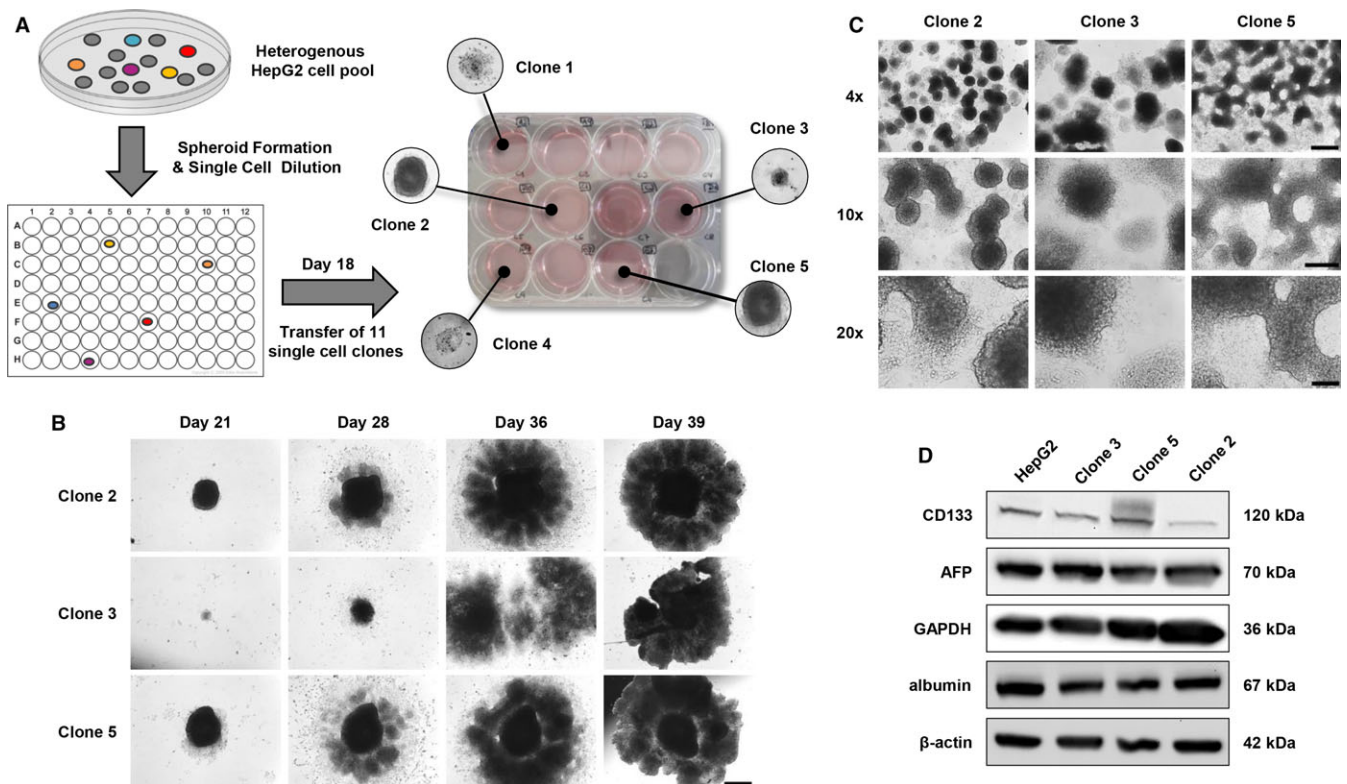 A
Heterogenous
HepG2 cell pool
Spheroid Formation
& Single Cell Dilution
1 2 3 4 5 6 7 8 9 10 11 12
A
B
C
D
E
F
G
H
Day 18
Transfer of 11
single cell clones
Clone 1
Clone 2
Clone 3
Clone 4
Clone 5
B
Day 21 Day 28 Day 36 Day 39
Clone 2
Clone 3
Clone 5
C
Clone 2 Clone 3 Clone 5
4x
10x
20x
D
HepG2 Clone 3 Clone 5 Clone 2
CD133 120 kDa
AFP 70 kDa
GAPDH 36 kDa
albumin 67 kDa
β-actin 42 kDa